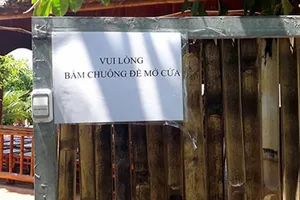 VUI LÒNG
BẤM CHUÔNG ĐỂ MỞ CỬA